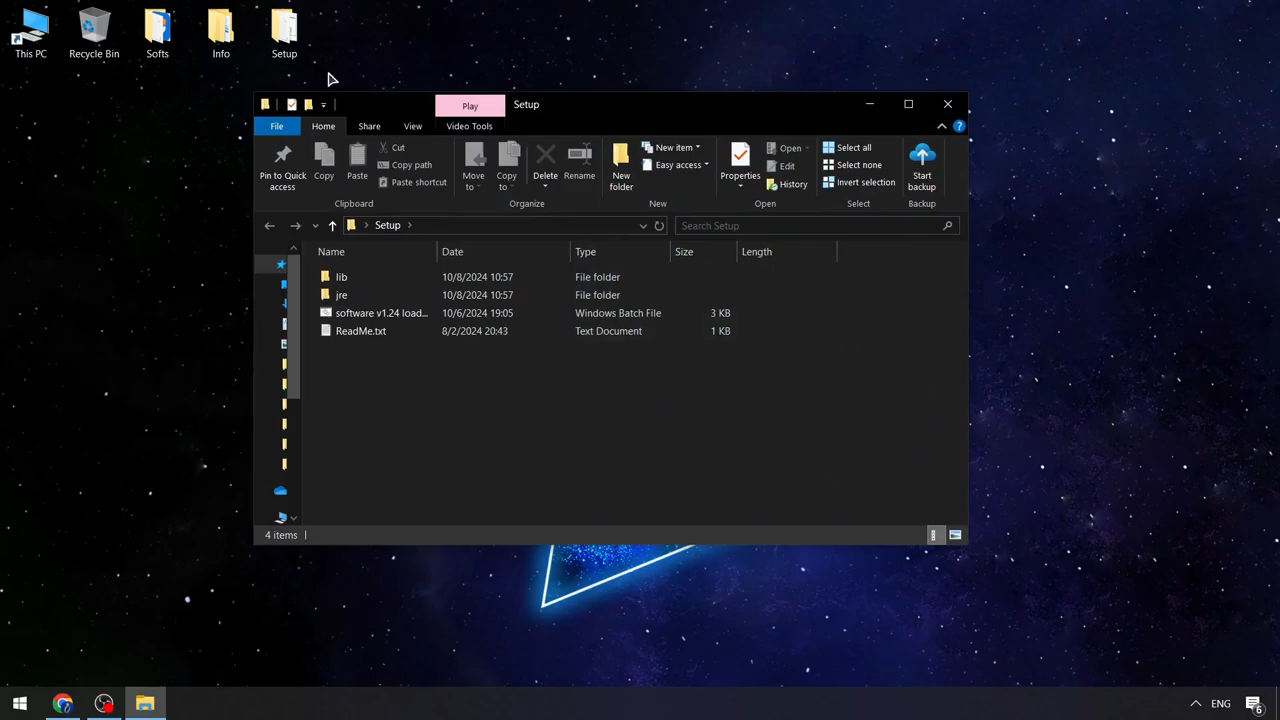 This PC
Recycle Bin
Softs
Info
Setup
Play
Setup
File
Home
Share
View
Video Tools
Pin to Quick
access
Copy
Paste
Cut
Copy path
Paste shortcut
Clipboard
Move
to
Copy
to
Delete
Rename
Organize
New
folder
New item
Easy access
New
Properties
Open
Edit
History
Open
Select all
Select none
Invert selection
Select
Start
backup
Backup
Setup
Search Setup
Name Date Type Size Length
lib 10/8/2024 10:57 File folder
jre 10/8/2024 10:57 File folder
software v1.24 load... 10/6/2024 19:05 Windows Batch File 3 KB
ReadMe.txt 8/2/2024 20:43 Text Document 1 KB
4 items
ENG
6